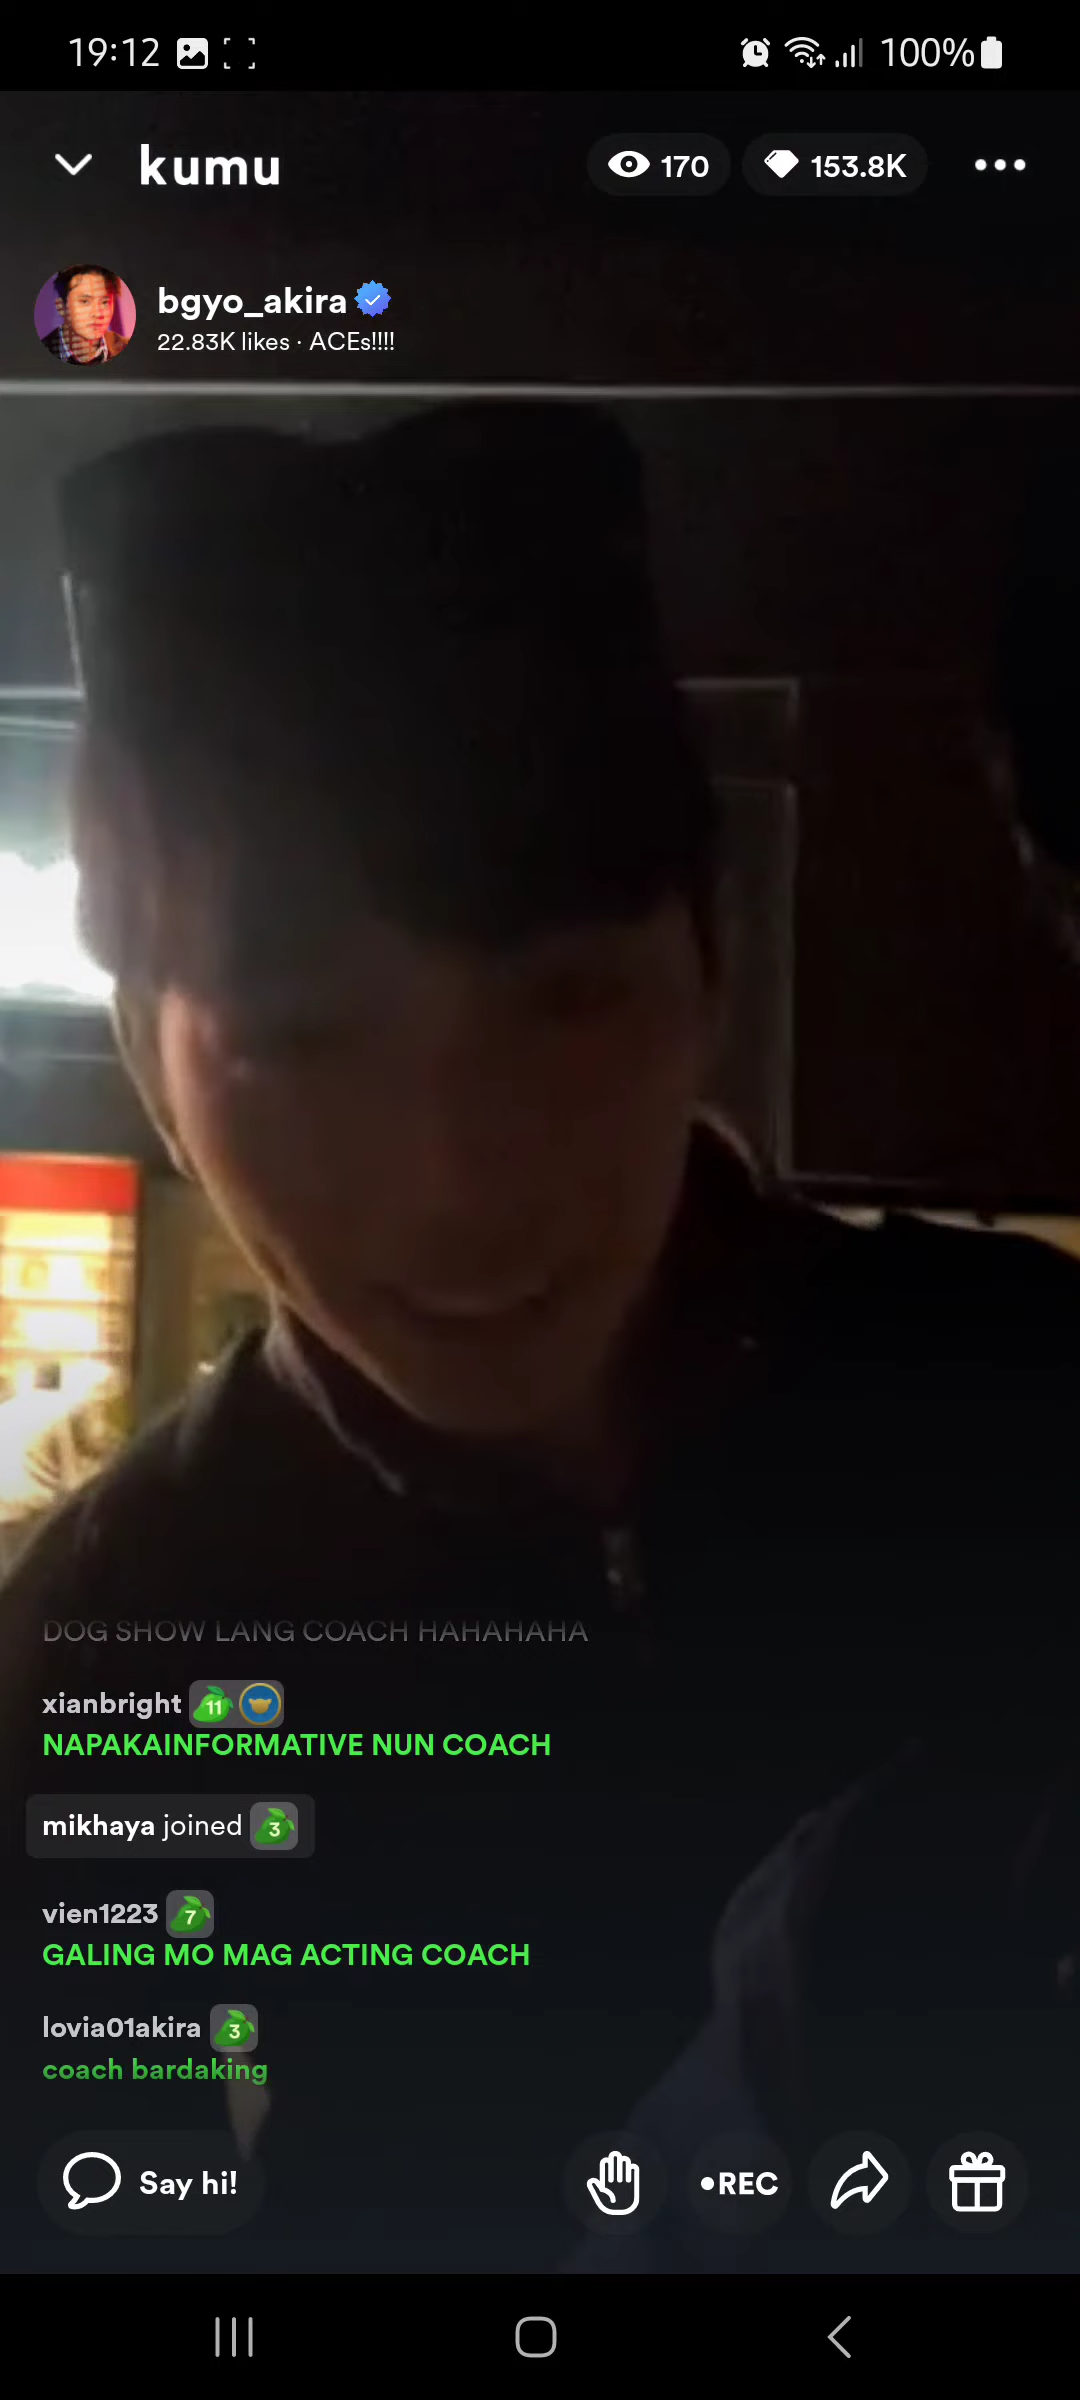 19:12 100%
kumu 170 153.8K
bgyo_akira
22.83K likes · ACEs!!!!
DOG SHOW LANG COACH HAHAHAHA
xianbright 11
NAPAKAINFORMATIVE NUN COACH
mikhaya joined 3
vien1223 7
GALING MO MAG ACTING COACH
lovia01akira 3
coach bardaking
Say hi! •REC